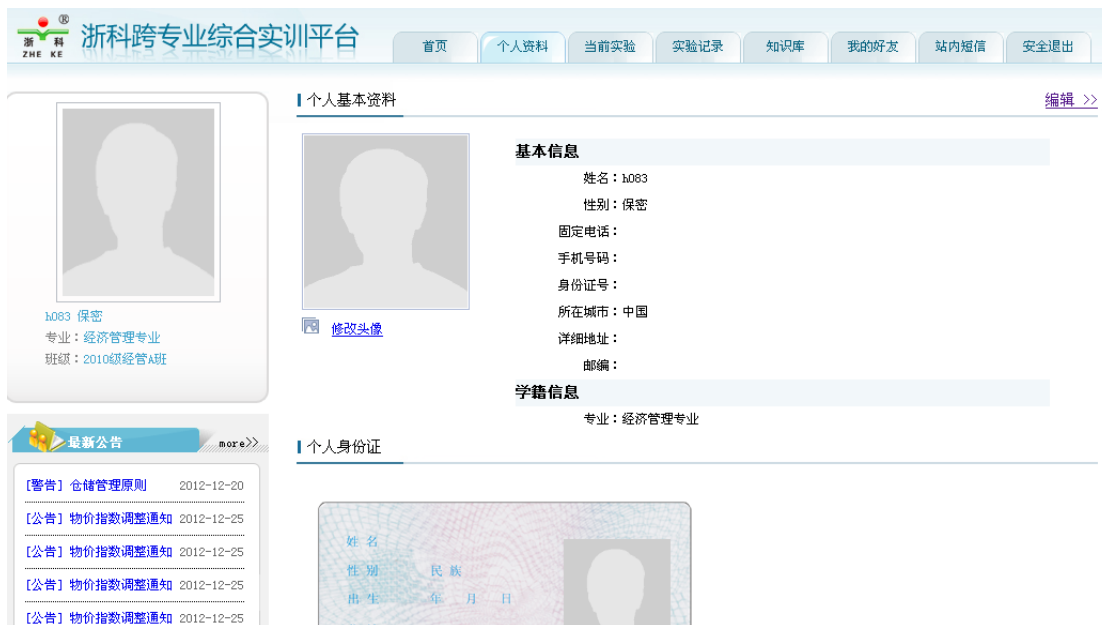 ®
浙 科
ZHE KE
浙科跨专业综合实训平台
首页 个人资料 当前实验 实验记录 知识库 我的好友 站内短信 安全退出
h083 保密
专业：经济管理专业
班级：2010级经管A班
最新公告 more>>
[警告] 仓储管理原则 2012-12-20
[公告] 物价指数调整通知 2012-12-25
[公告] 物价指数调整通知 2012-12-25
[公告] 物价指数调整通知 2012-12-25
[公告] 物价指数调整通知 2012-12-25
个人基本资料 编辑 >>
修改头像
基本信息
姓名：h083
性别：保密
固定电话：
手机号码：
身份证号：
所在城市：中国
详细地址：
邮编：
学籍信息
专业：经济管理专业
个人身份证
姓 名
性 别 民 族
出 生 年 月 日